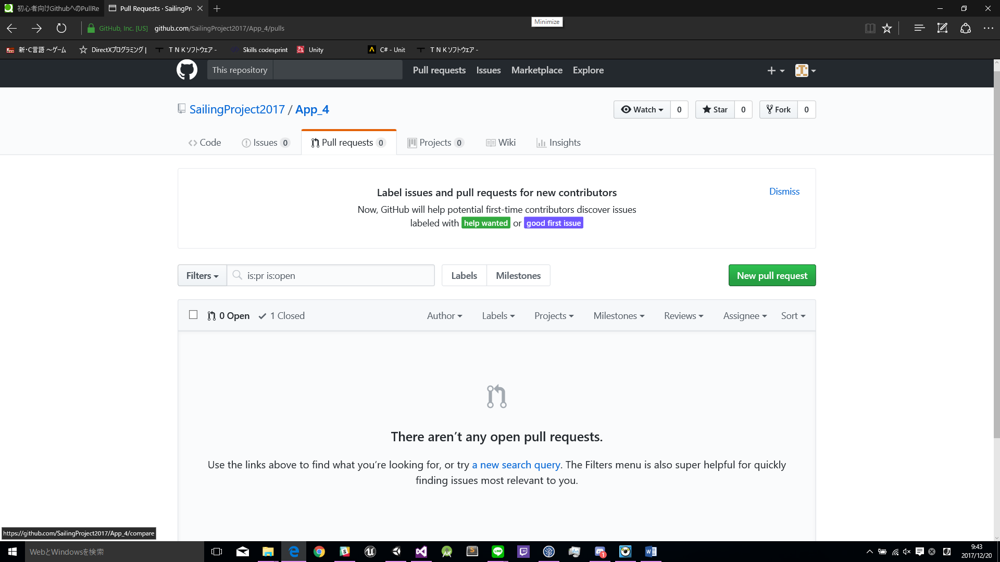 初心者向けGithubへのPullRe
Pull Requests · SailingPr
Minimize
GitHub, Inc. [US]
github.com/SailingProject2017/App_4/pulls
新・C言語 ～ゲーム
DirectXプログラミング |
ＴＮＫソフトウェア -
Skills codesprint
Unity
C# - Unit
ＴＮＫソフトウェア -
This repository
Pull requests
Issues
Marketplace
Explore
SailingProject2017 / App_4
Watch 0
Star 0
Fork 0
Code
Issues 0
Pull requests 0
Projects 0
Wiki
Insights
Label issues and pull requests for new contributors
Dismiss
Now, GitHub will help potential first-time contributors discover issues
labeled with help wanted or good first issue
Filters
is:pr is:open
Labels
Milestones
New pull request
0 Open
1 Closed
Author
Labels
Projects
Milestones
Reviews
Assignee
Sort
There aren’t any open pull requests.
Use the links above to find what you’re looking for, or try a new search query. The Filters menu is also super helpful for quickly
finding issues most relevant to you.
https://github.com/SailingProject2017/App_4/compare
WebとWindowsを検索
LINE
1
9:43
2017/12/20